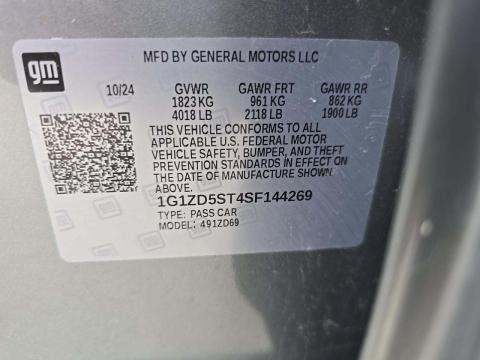 gm
MFD BY GENERAL MOTORS LLC
10/24 GVWR GAWR FRT GAWR RR
1823 KG 961 KG 862 KG
4018 LB 2118 LB 1900 LB
THIS VEHICLE CONFORMS TO ALL
APPLICABLE U.S. FEDERAL MOTOR
VEHICLE SAFETY, BUMPER, AND THEFT
PREVENTION STANDARDS IN EFFECT ON
THE DATE OF MANUFACTURE SHOWN
ABOVE.
1G1ZD5ST4SF144269
TYPE: PASS CAR
MODEL: 491ZD69